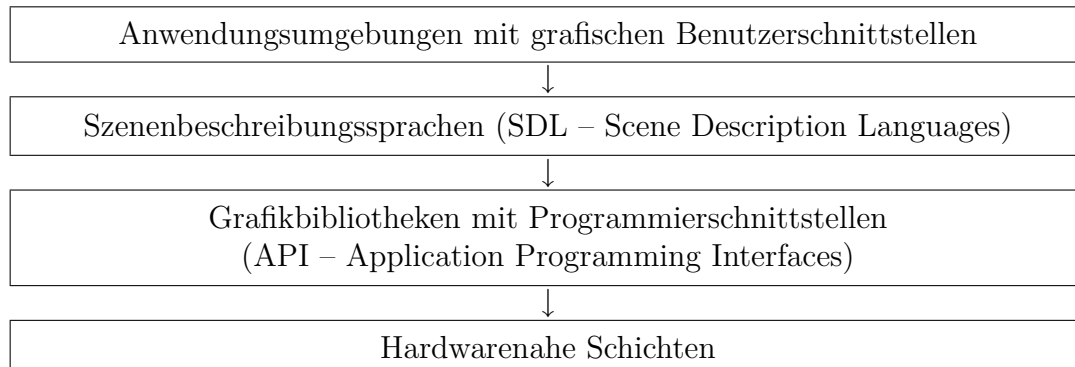 Anwendungsumgebungen mit grafischen Benutzerschnittstellen
↓
Szenenbeschreibungssprachen (SDL – Scene Description Languages)
↓
Grafikbibliotheken mit Programmierschnittstellen
(API – Application Programming Interfaces)
↓
Hardwarenahe Schichten